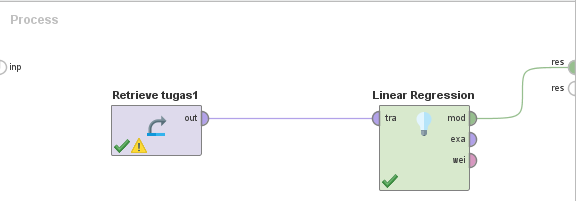 Process
inp
res
res
Retrieve tugas1
out
Linear Regression
tra
mod
exa
wei